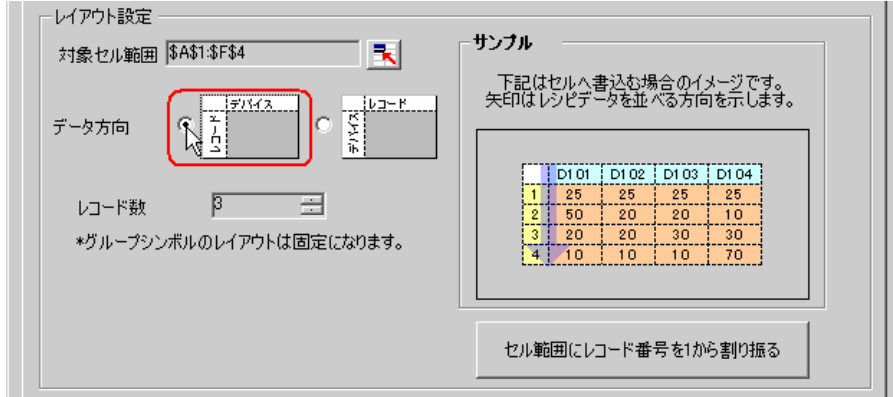 レイアウト設定
対象セル範囲 $A$1:$F$4
データ方向
デバイス
レコード
レコード
デバイス
レコード数 3
*グループシンボルのレイアウトは固定になります。
サンプル
下記はセルへ書込む場合のイメージです。
矢印はレシピデータを並べる方向を示します。
D101 D102 D103 D104
1 25 25 25 25
2 50 20 20 10
3 20 20 30 30
4 10 10 10 70
セル範囲にレコード番号を1から割り振る